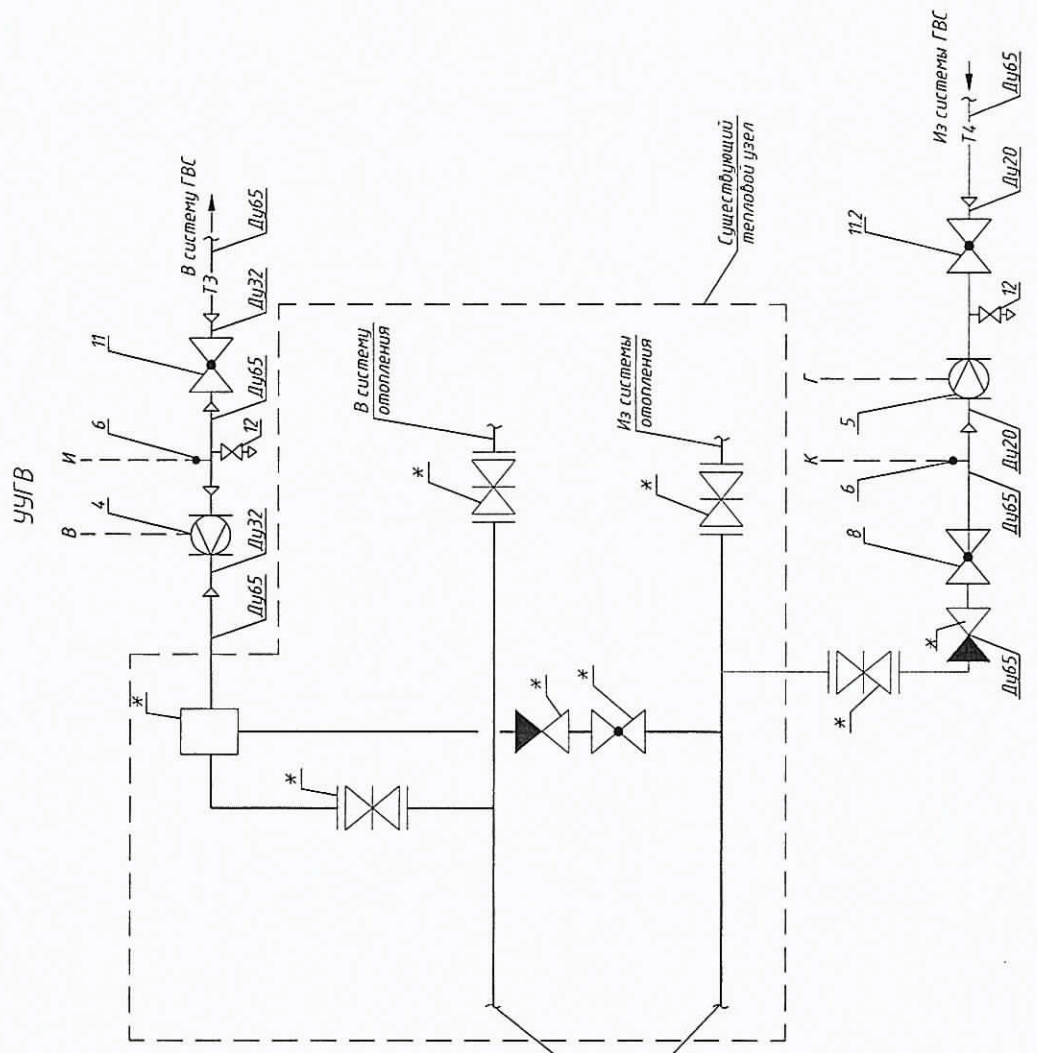 УУГВ
В
4
И
6
11
В систему ГВС
Т3
Ду65
Ду32
12
Ду65
Ду32
Ду65
*
*
В систему
отопления
*
Существующий
тепловой узел
Из системы
отопления
*
*
*
*
*
Ду65
8
К
6
Ду65
Г
5
Ду20
12
11.2
Из системы ГВС
Т4
Ду20
Ду65